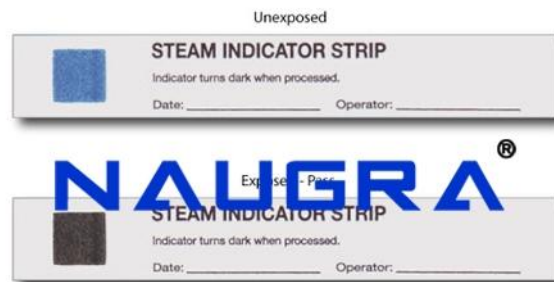 Unexposed
STEAM INDICATOR STRIP
Indicator turns dark when processed.
Date: Operator:
NAUGRA ®
Exposed - Pass
STEAM INDICATOR STRIP
Indicator turns dark when processed.
Date: Operator: